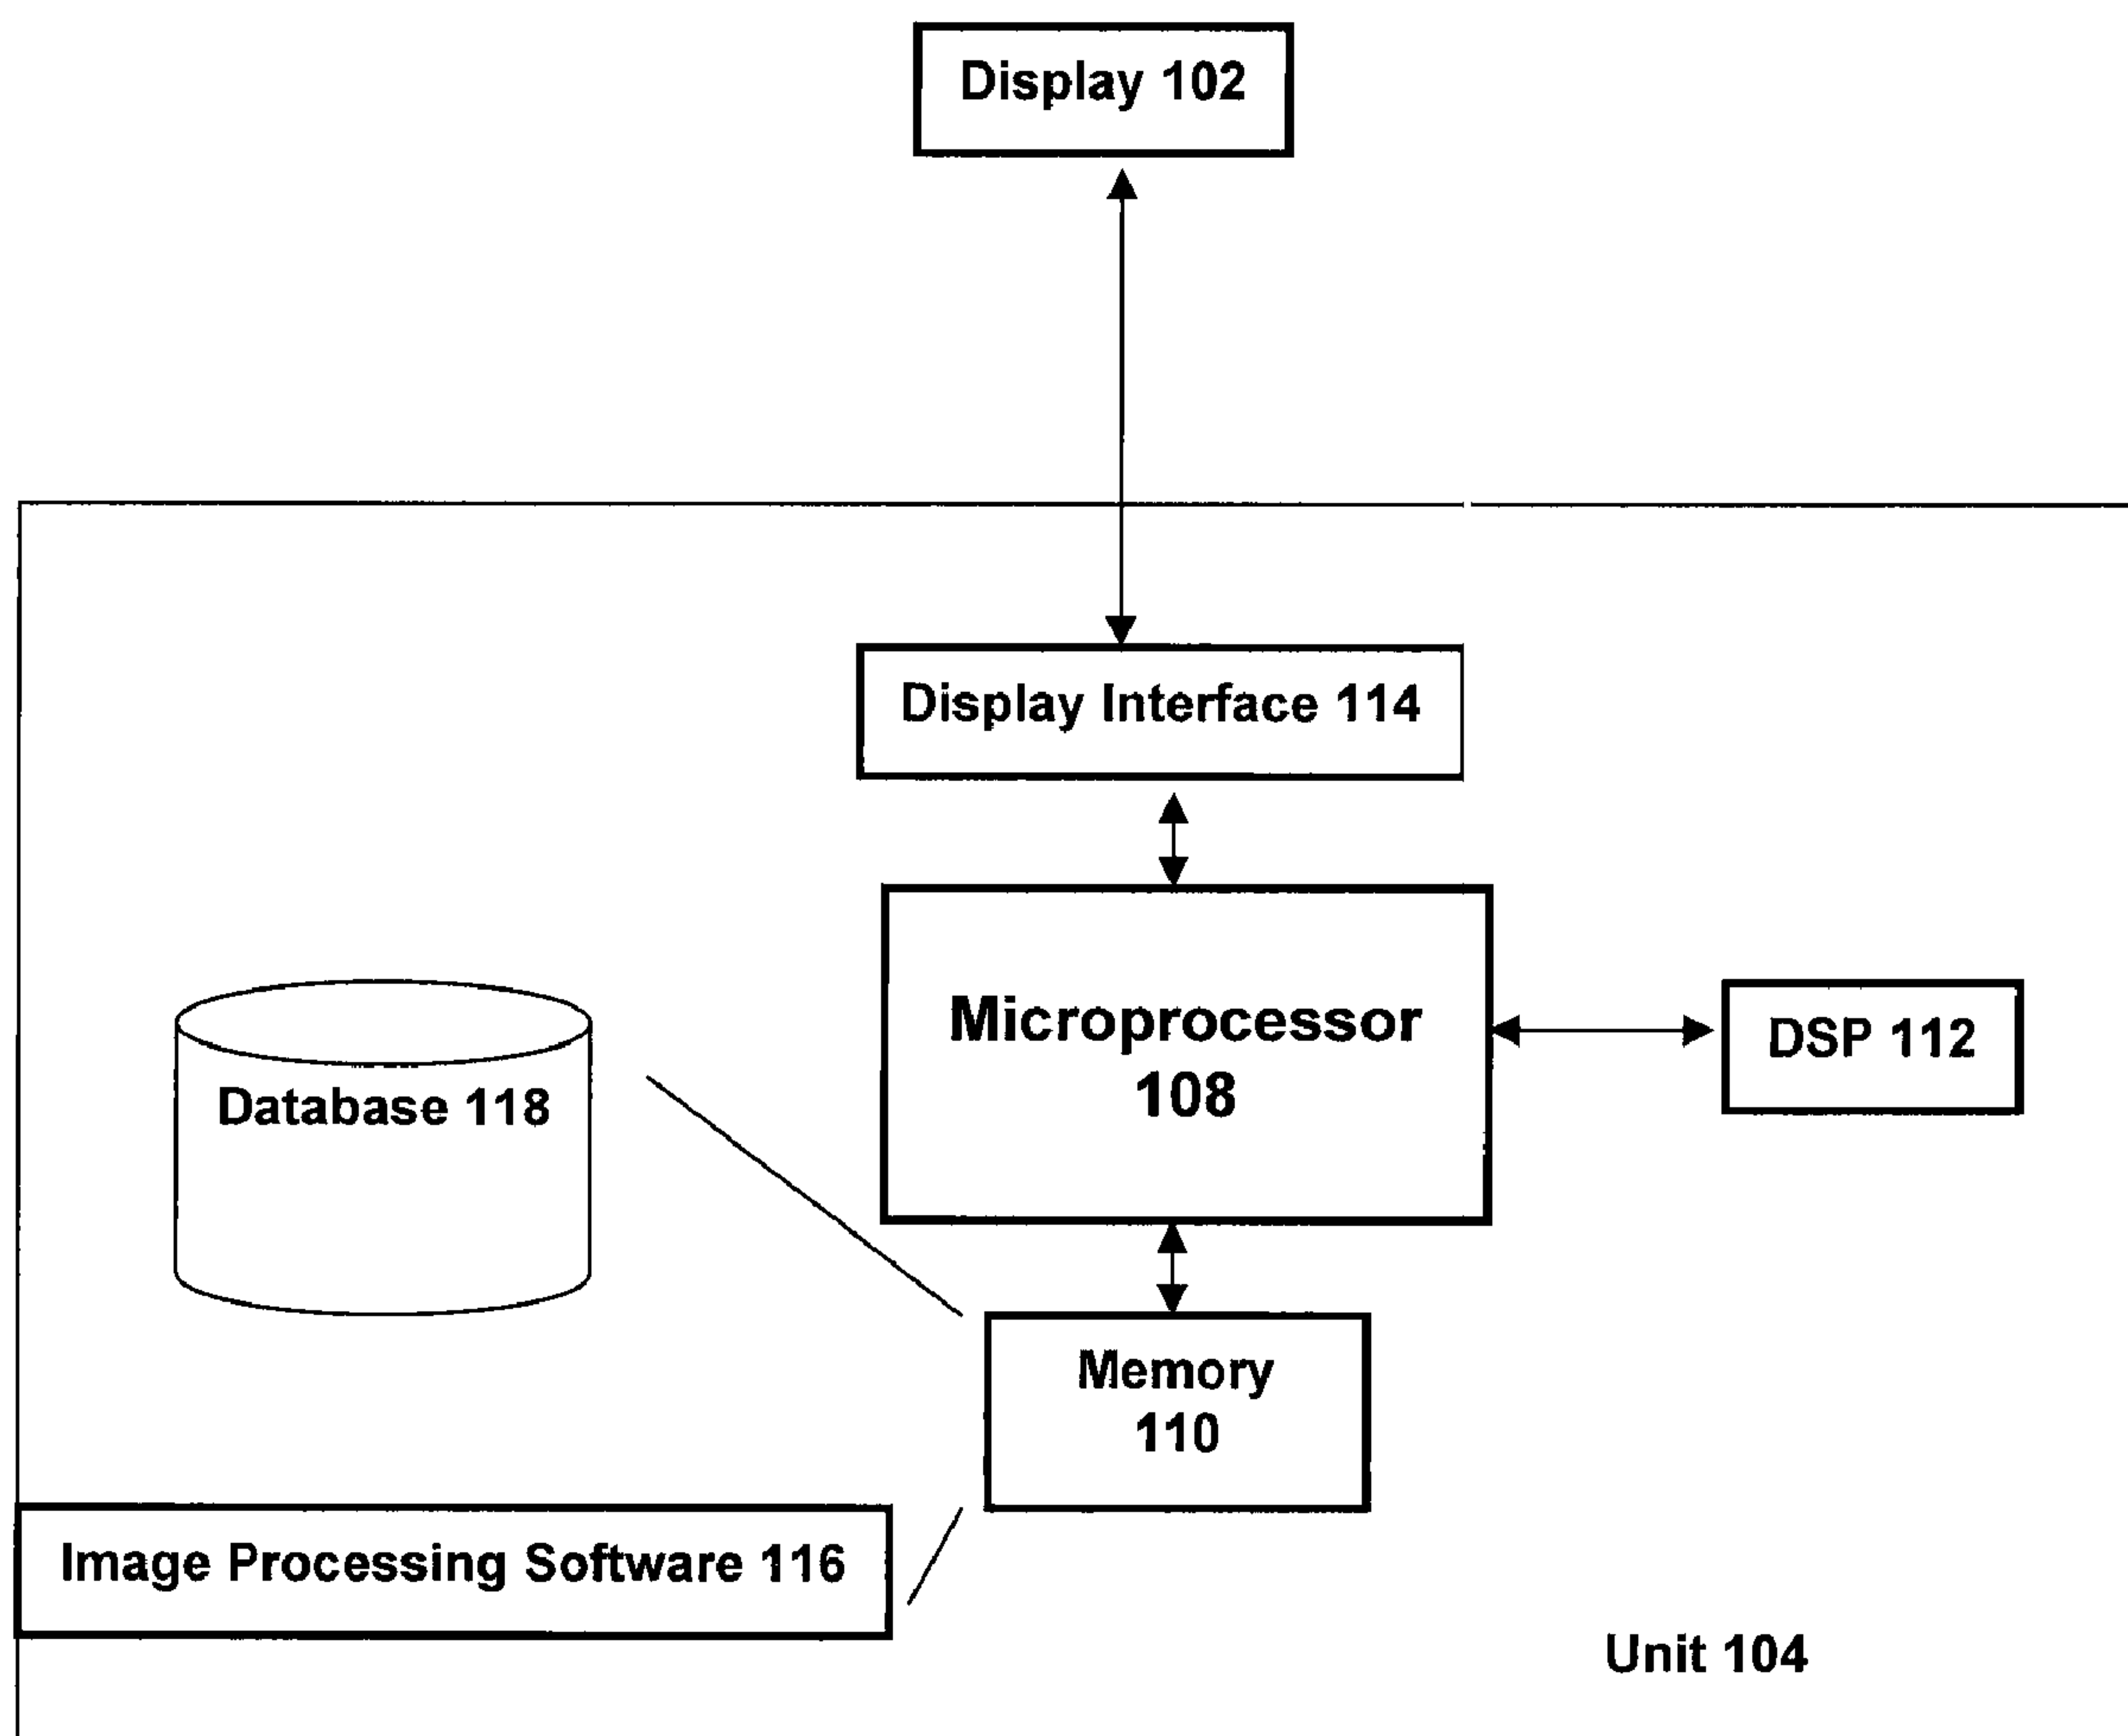 Display 102
Display Interface 114
Microprocessor
108
DSP 112
Database 118
Memory
110
Image Processing Software 116
Unit 104